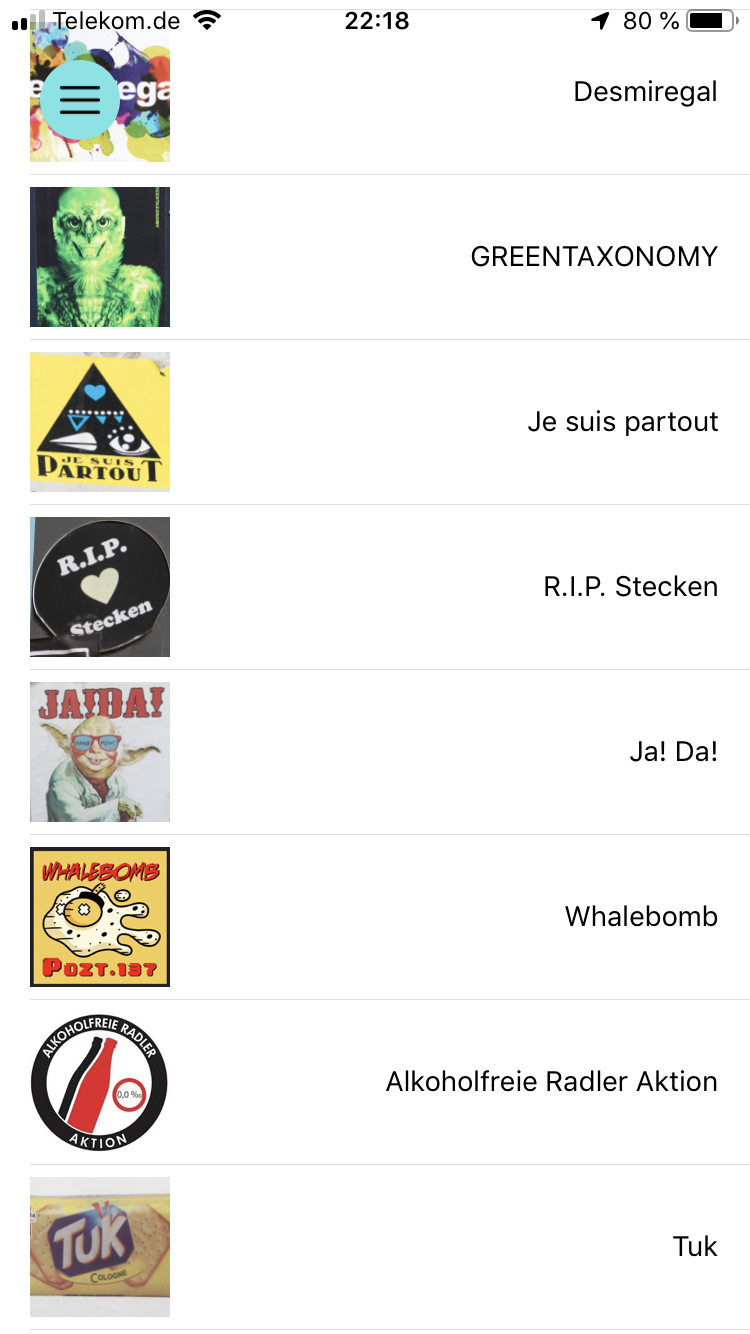 Telekom.de 22:18 80 %
ega
Desmiregal
GREENTAXONOMY
GREENTAXONOMY
JE SUIS
PARTOUT
Je suis partout
R.I.P.
Stecken
R.I.P. Stecken
JA!DA!
Ja! Da!
WHALEBOMB
POZT.137
Whalebomb
ALKOHOLFREIE RADLER
0,0 ‰
AKTION
Alkoholfreie Radler Aktion
TUK
COLOGNE
Tuk